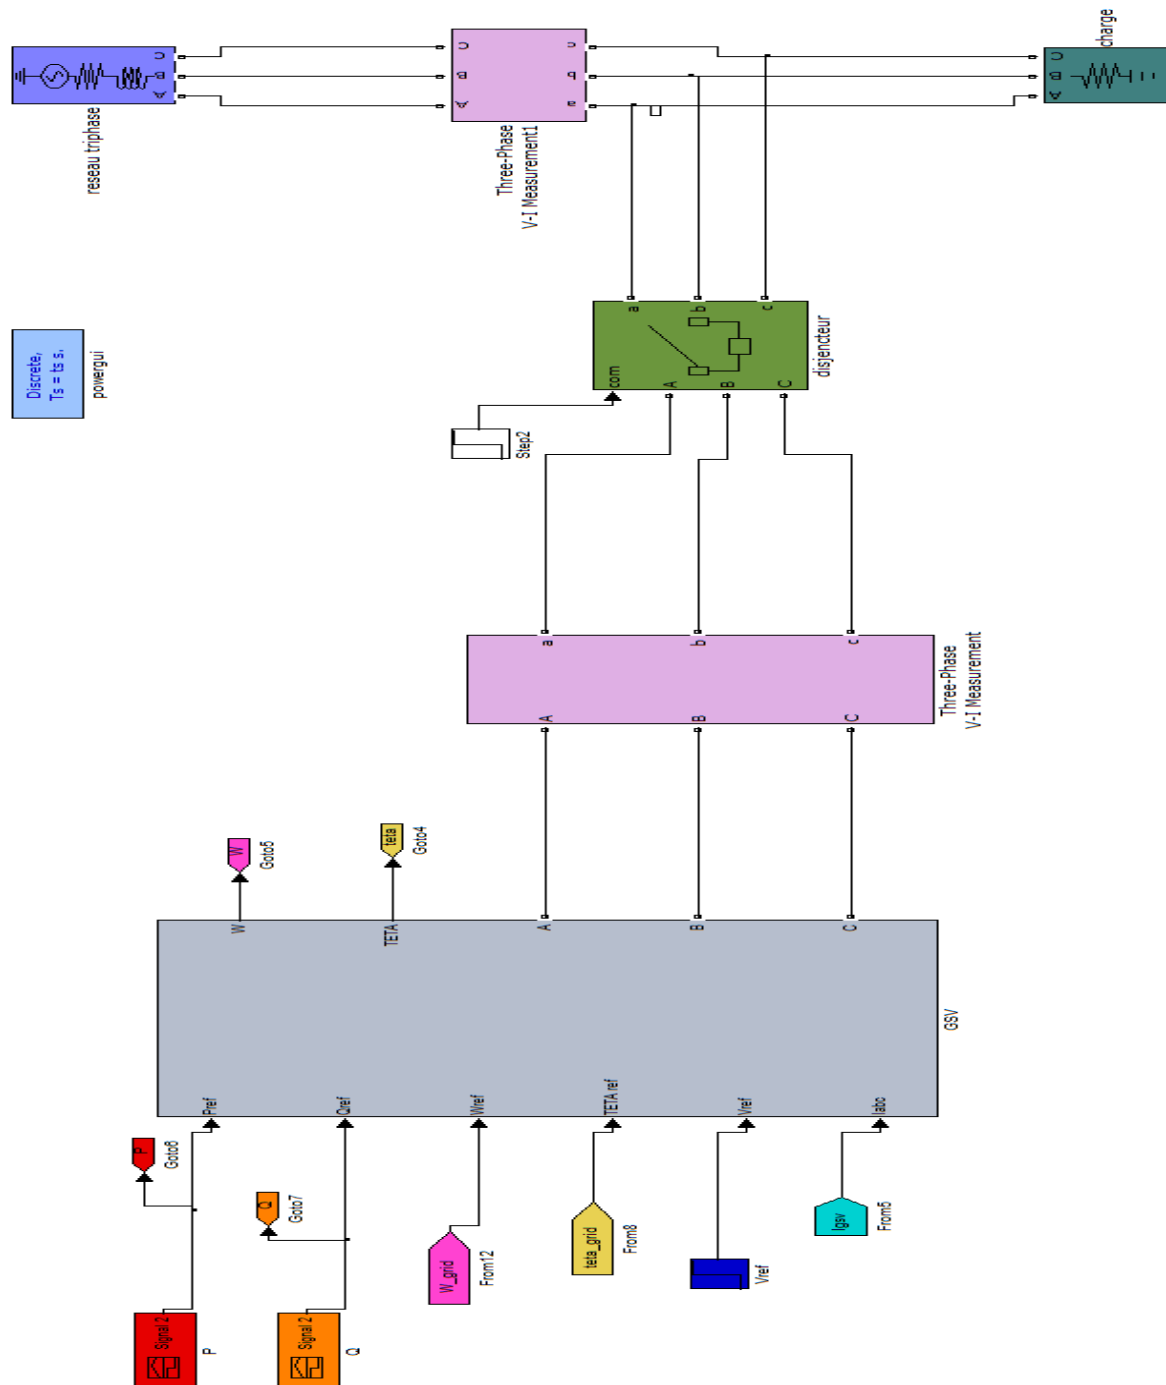 Signal 2
P
Signal 2
Q
P
Goto6
Q
Goto7
W_grid
From12
teta_grid
From8
Vref
Igsv
From5
Pref
Qref
Wref
TETA ref
Vref
Iabc
W
TETA
A
B
C
GSV
W
Goto5
teta
Goto4
A
B
C
a
b
c
Three-Phase
V-I Measurement
Step2
com
A
B
C
a
b
c
disjencteur
Discrete,
Ts = ts s.
powergui
A
B
C
reseau triphase
A
B
C
a
B
C
Three-Phase
V-I Measurement1
A
B
C
charge